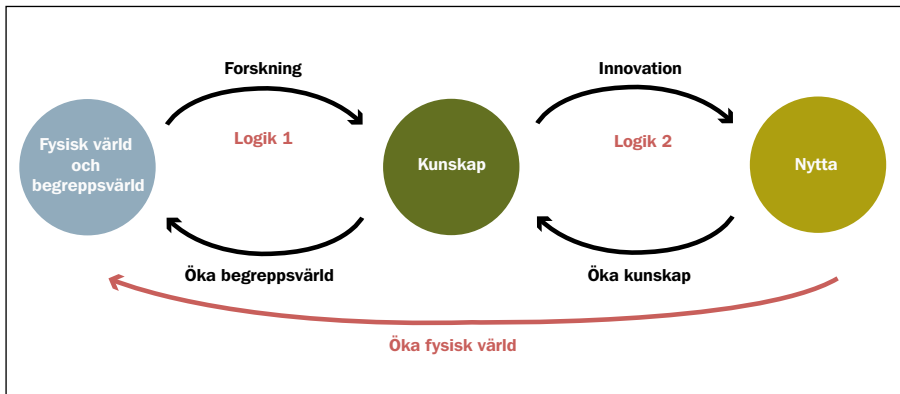 Forskning
Innovation
Logik 1
Logik 2
Fysisk värld
och
begreppsvärld
Kunskap
Nytta
Öka begreppsvärld
Öka kunskap
Öka fysisk värld